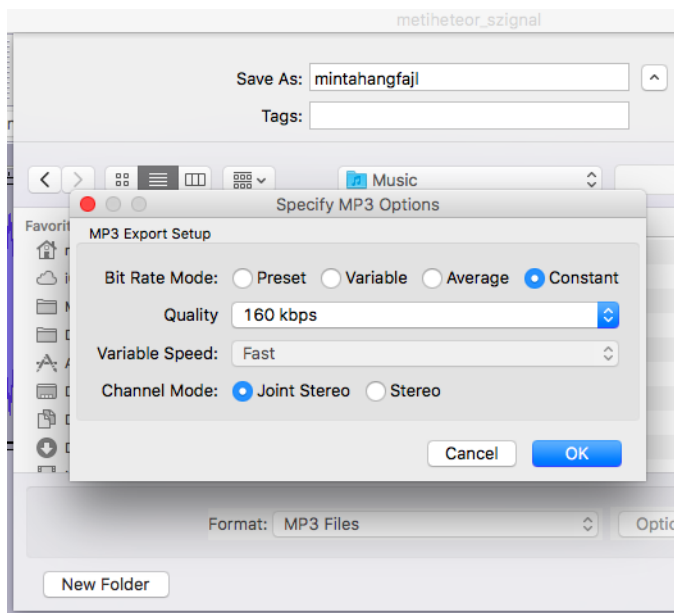 metiheteor_szignal
Save As: mintahangfajl
Tags:
Music
Specify MP3 Options
Favorit
MP3 Export Setup
Bit Rate Mode: Preset Variable Average Constant
Quality 160 kbps
Variable Speed: Fast
Channel Mode: Joint Stereo Stereo
Cancel OK
Format: MP3 Files Optio
New Folder